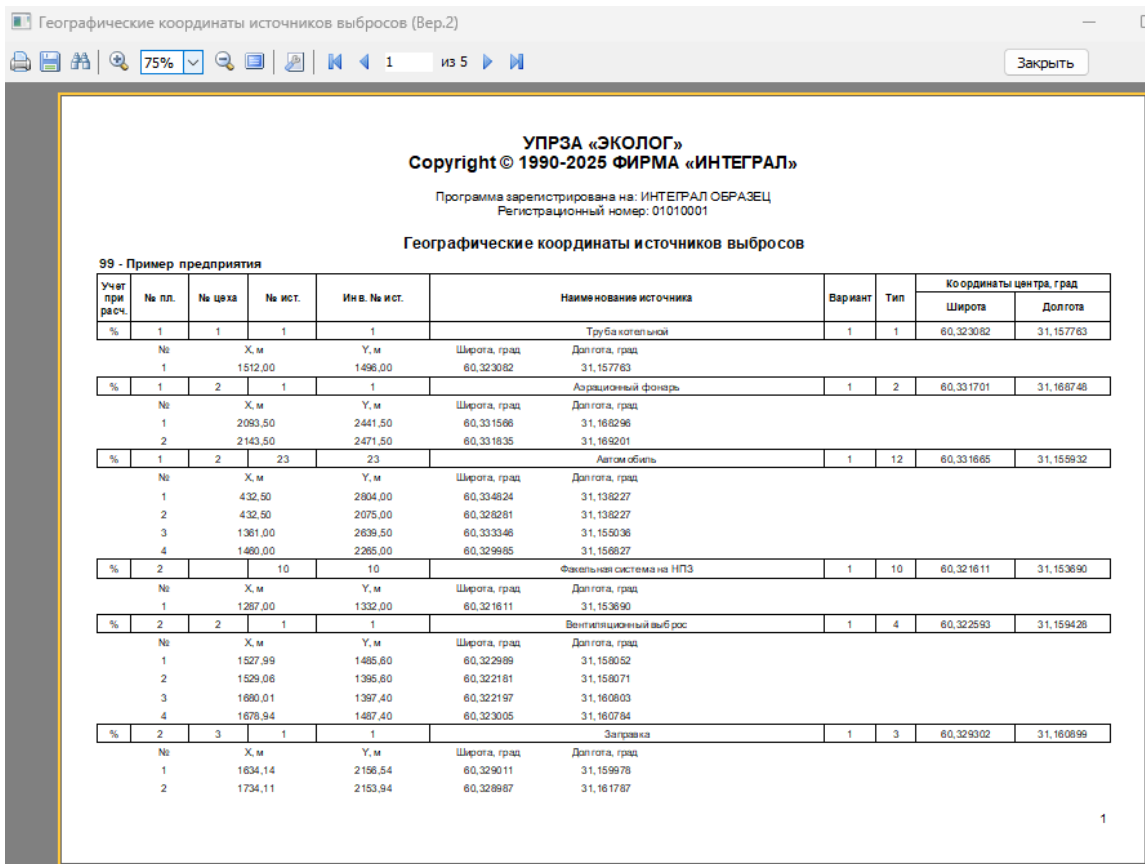 Географические координаты источников выбросов (Вер.2)
75% 1 из 5 Закрыть
УПРЗА «ЭКОЛОГ»
Copyright © 1990-2025 ФИРМА «ИНТЕГРАЛ»
Программа зарегистрирована на: ИНТЕГРАЛ ОБРАЗЕЦ
Регистрационный номер: 01010001
Географические координаты источников выбросов
99 - Пример предприятия
Учет при расч. № пл. № цеха № ист. Инв. № ист. Наименование источника Вариант Тип Координаты центра, град
Широта Долгота
% 1 1 1 1 Труба котельной 1 1 60,323082 31,157763
№ X, м Y, м Широта, град Долгота, град
1 1512,00 1496,00 60,323082 31,157763
% 1 2 1 1 Аэрационный фонарь 1 2 60,331701 31,168748
№ X, м Y, м Широта, град Долгота, град
1 2093,50 2441,50 60,331566 31,168296
2 2143,50 2471,50 60,331835 31,169201
% 1 2 23 23 Автомобиль 1 12 60,331665 31,155932
№ X, м Y, м Широта, град Долгота, град
1 432,50 2804,00 60,334824 31,138227
2 432,50 2075,00 60,328281 31,138227
3 1361,00 2639,50 60,333346 31,155036
4 1460,00 2265,00 60,329985 31,156827
% 2 10 10 Факельная система на НПЗ 1 10 60,321611 31,153690
№ X, м Y, м Широта, град Долгота, град
1 1287,00 1332,00 60,321611 31,153690
% 2 2 1 1 Вентиляционный выброс 1 4 60,322593 31,159428
№ X, м Y, м Широта, град Долгота, град
1 1527,99 1485,60 60,322989 31,158052
2 1529,06 1395,60 60,322181 31,158071
3 1680,01 1397,40 60,322197 31,160803
4 1678,94 1487,40 60,323005 31,160784
% 2 3 1 1 Заправка 1 3 60,329302 31,160899
№ X, м Y, м Широта, град Долгота, град
1 1634,14 2156,54 60,329011 31,159978
2 1734,11 2153,94 60,328987 31,161787
1